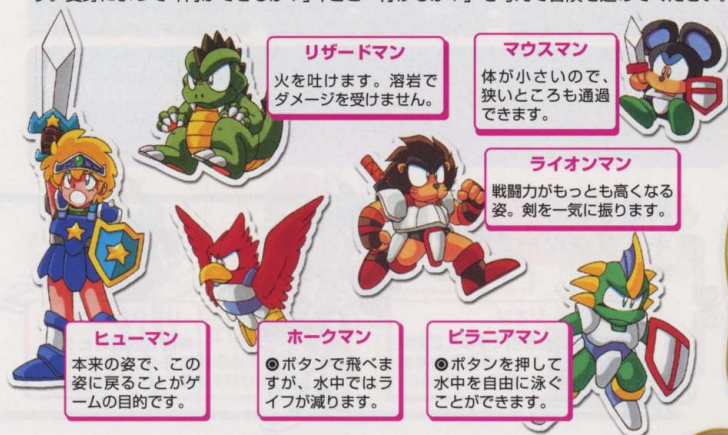 リザードマン
火を吐けます。溶岩で
ダメージを受けません。
マウスマン
体が小さいので、
狭いところも通過
できます。
ライオンマン
戦闘力がもっとも高くなる
姿。剣を一気に振ります。
ヒューマン
本来の姿で、この
姿に戻ることがゲ
ームの目的です。
ホークマン
◉ボタンで飛べま
すが、水中ではラ
イフが減ります。
ピラニアマン
◉ボタンを押して
水中を自由に泳ぐ
ことができます。